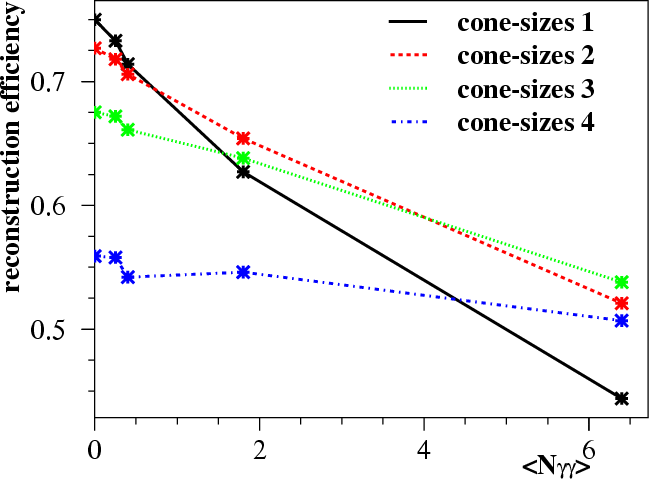 reconstruction efficiency
cone-sizes 1
cone-sizes 2
cone-sizes 3
cone-sizes 4
0.7
0.6
0.5
0 2 4 6
<Nγγ>